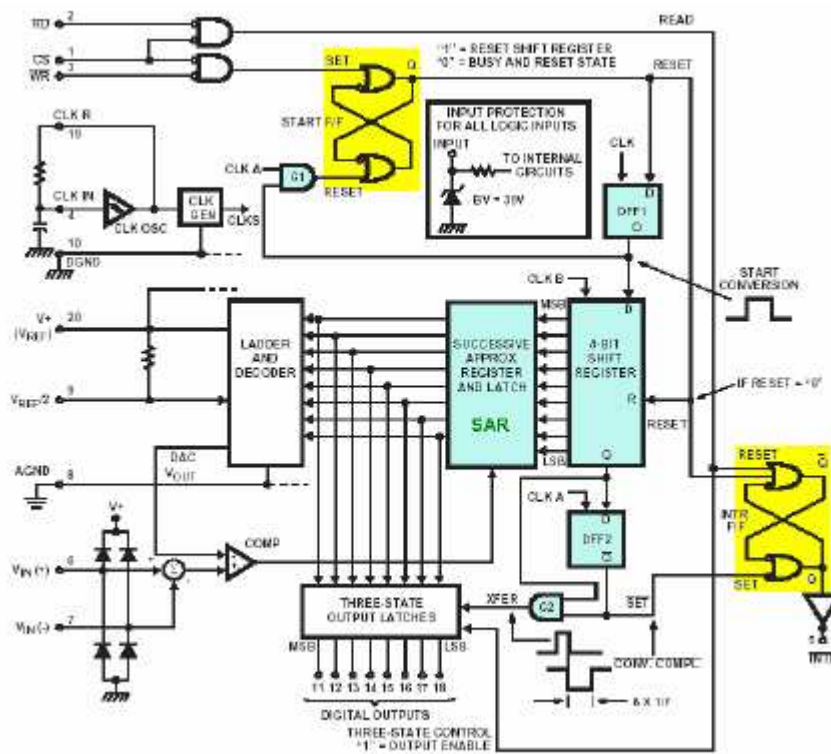 2
RD
READ
1
CS
3
WR
SET
Q
"1" = RESET SHIFT REGISTER
"0" = BUSY AND RESET STATE
RESET
CLK R
19
START F/F
INPUT PROTECTION
FOR ALL LOGIC INPUTS
INPUT
TO INTERNAL
CIRCUITS
BV = 30V
CLK
CLK A
G1
RESET
D
DFF1
Q
CLK IN
4
CLK OSC
CLK
GEN
CLKS
10
DGND
START
CONVERSION
CLK B
MSB
D
V+
(VREF)
20
LADDER
AND
DECODER
SUCCESSIVE
APPROX
REGISTER
AND LATCH
SAR
8-BIT
SHIFT
REGISTER
R
RESET
IF RESET = "0"
VREF/2
9
LSB
Q
DAC
VOUT
AGND
8
RESET
Q
INTR
F/F
CLK A
D
DFF2
Q
V+
COMP
VIN(+)
6
VIN(-)
7
THREE-STATE
OUTPUT LATCHES
XFER
G2
SET
SET
Q
MSB
LSB
5
INTR
CONV. COMPL.
11 12 13 14 15 16 17 18
8 X 1/F
DIGITAL OUTPUTS
THREE-STATE CONTROL
"1" = OUTPUT ENABLE